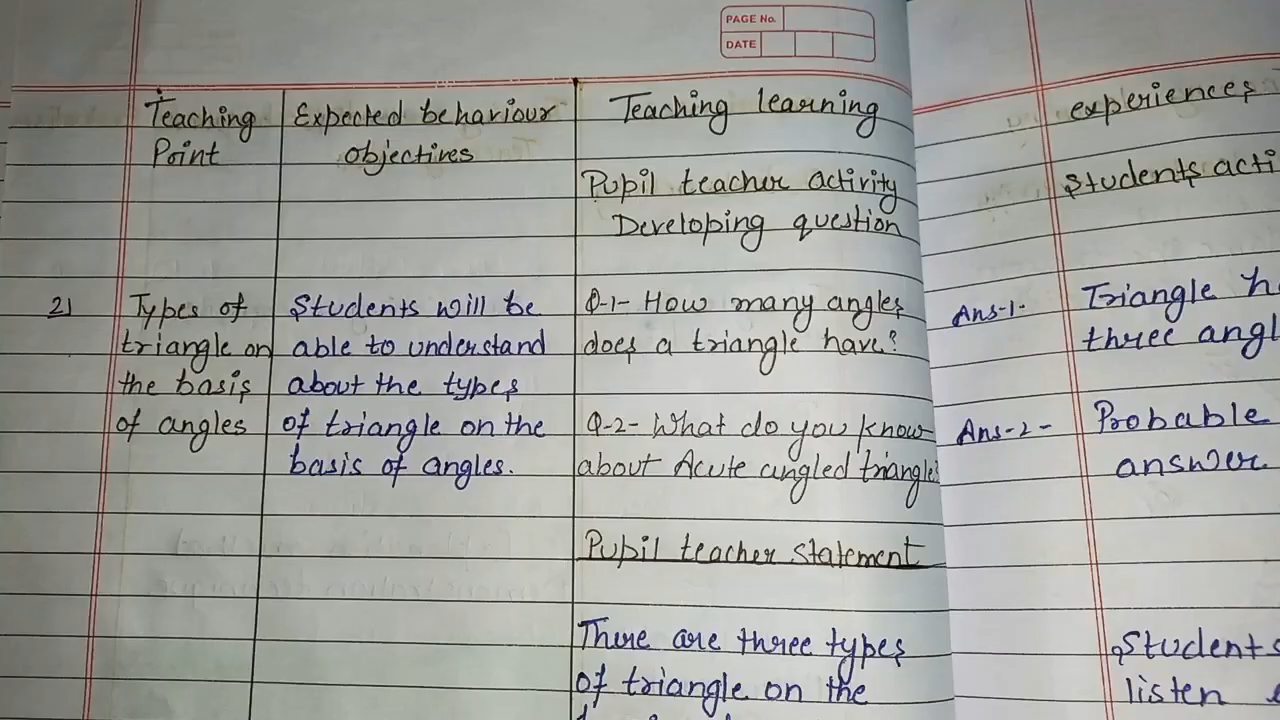 PAGE No.
DATE
Teaching Point
Expected behaviour objectives
Teaching learning
Pupil teacher activity
Developing question
experiences
Students
2)
Types of
triangle on
the basis
of angles
Students will be
able to understand
about the types
of triangle on the
basis of angles.
Q-1- How many angles
does a triangle have?
Q-2- What do you know
about Acute angled triangle
Pupil teacher statement
There are three types
of triangle on the
Ans-1- Triangle
three
Ans-2- Probable
answer.
Students
listen